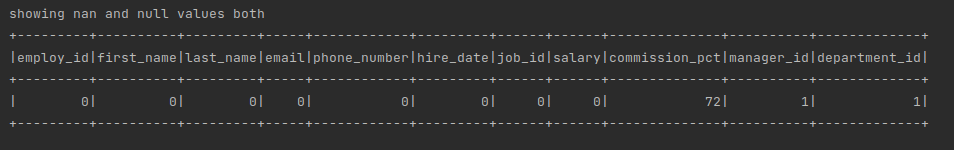 showing nan and null values both
+---------+----------+---------+-----+------------+---------+------+------+--------------+----------+-------------+
|employ_id|first_name|last_name|email|phone_number|hire_date|job_id|salary|commission_pct|manager_id|department_id|
+---------+----------+---------+-----+------------+---------+------+------+--------------+----------+-------------+
|        0|         0|        0|    0|           0|        0|     0|     0|            72|         1|            1|
+---------+----------+---------+-----+------------+---------+------+------+--------------+----------+-------------+